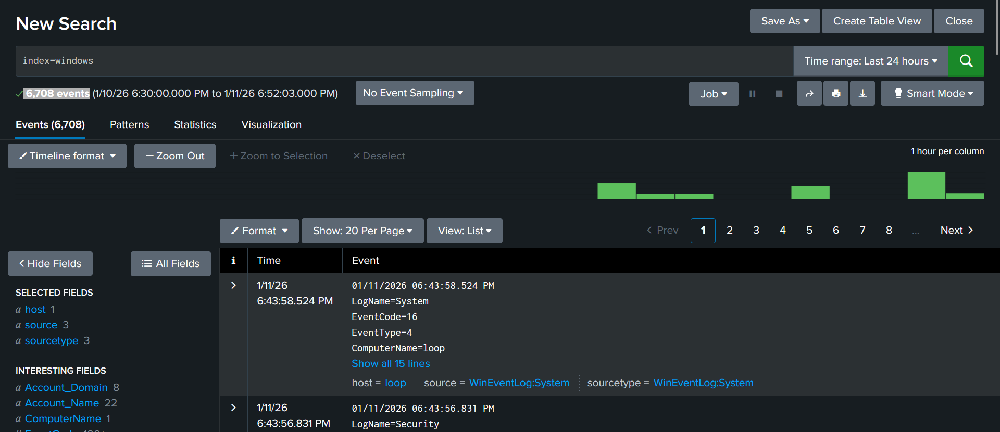 New Search
Save As
Create Table View
Close
index=windows
Time range: Last 24 hours
6,708 events (1/10/26 6:30:00.000 PM to 1/11/26 6:52:03.000 PM)
No Event Sampling
Job
Smart Mode
Events (6,708)
Patterns
Statistics
Visualization
Timeline format
Zoom Out
+ Zoom to Selection
× Deselect
1 hour per column
Format
Show: 20 Per Page
View: List
< Prev
1
2
3
4
5
6
7
8
...
Next >
< Hide Fields
All Fields
SELECTED FIELDS
a host 1
a source 3
a sourcetype 3
INTERESTING FIELDS
a Account_Domain 8
a Account_Name 22
a ComputerName 1
i
Time
Event
1/11/26
6:43:58.524 PM
01/11/2026 06:43:58.524 PM
LogName=System
EventCode=16
EventType=4
ComputerName=loop
Show all 15 lines
host = loop
source = WinEventLog:System
sourcetype = WinEventLog:System
1/11/26
6:43:56.831 PM
01/11/2026 06:43:56.831 PM
LogName=Security